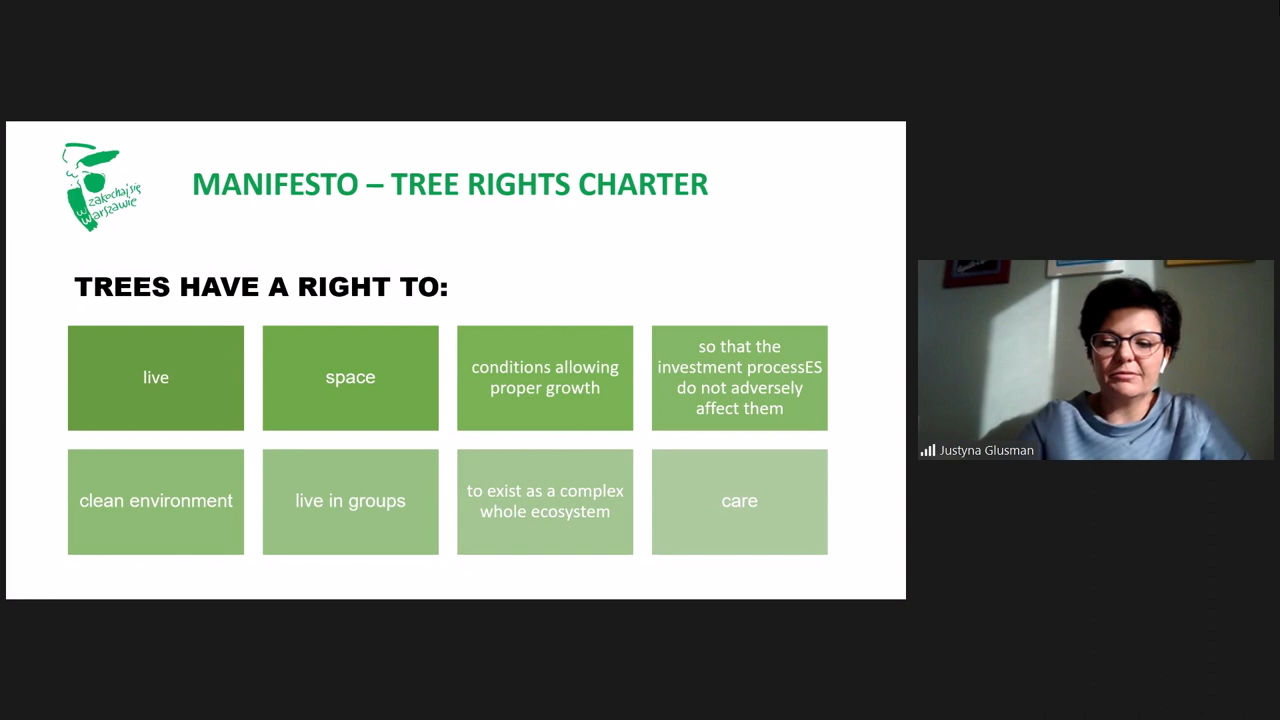 zakochaj się
w
warszawie
MANIFESTO – TREE RIGHTS CHARTER
TREES HAVE A RIGHT TO:
live
space
conditions allowing
proper growth
so that the
investment processES
do not adversely
affect them
clean environment
live in groups
to exist as a complex
whole ecosystem
care
Justyna Glusman